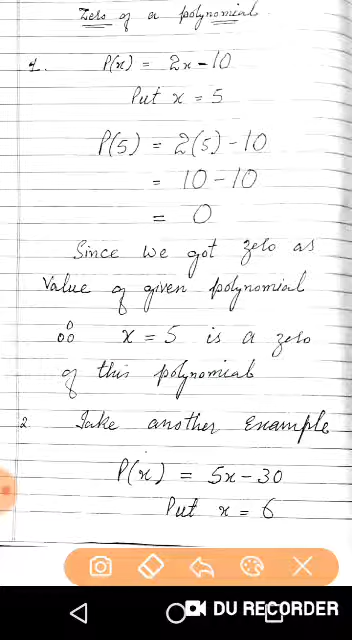 Zero of a polynomial
1. P(x) = 2x - 10
Put x = 5
P(5) = 2(5) - 10
= 10 - 10
= 0
Since we got zero as
value of given polynomial
∴ x = 5 is a zero
of this polynomial
2. Take another Example
P(x) = 5x - 30
Put x = 6
DU RECORDER